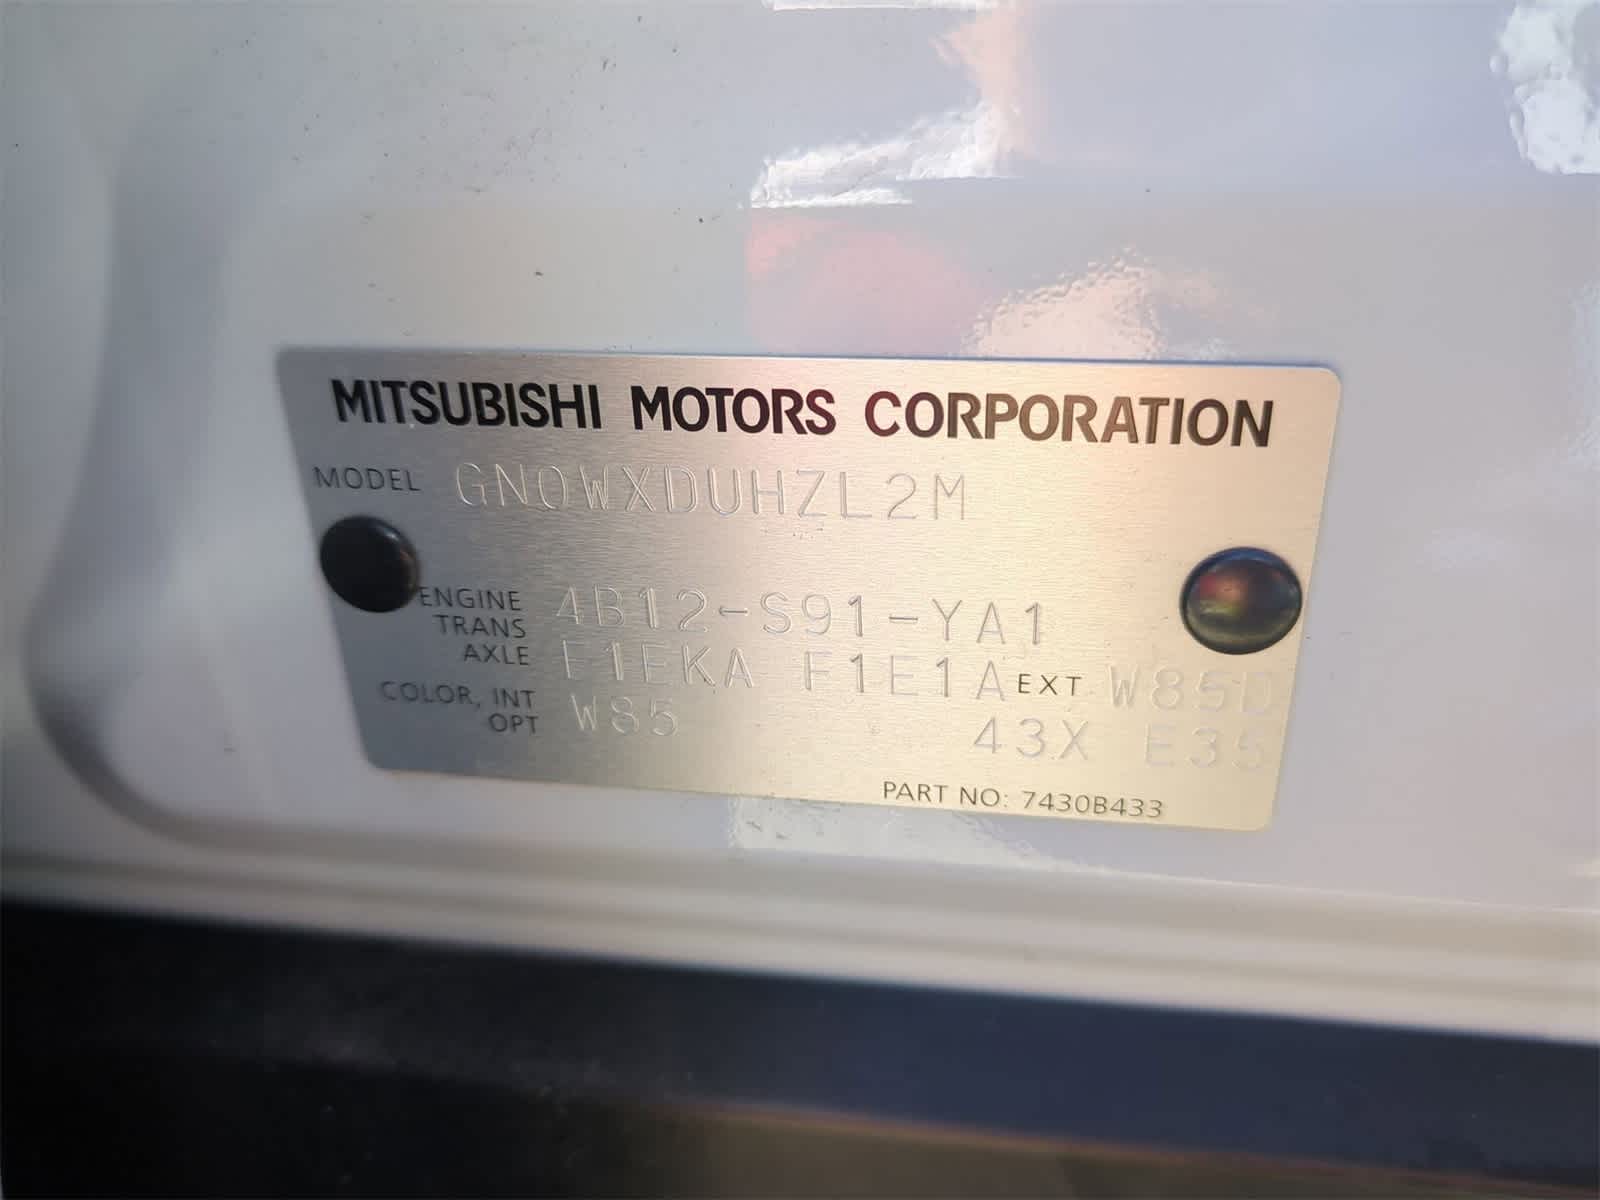 MITSUBISHI MOTORS CORPORATION
MODEL GN0WXDUHZL2M
ENGINE 4B12-S91-YA1
TRANS
AXLE F1EKA F1E1A EXT W85D
COLOR, INT W85
OPT 43X E35
PART NO: 7430B433